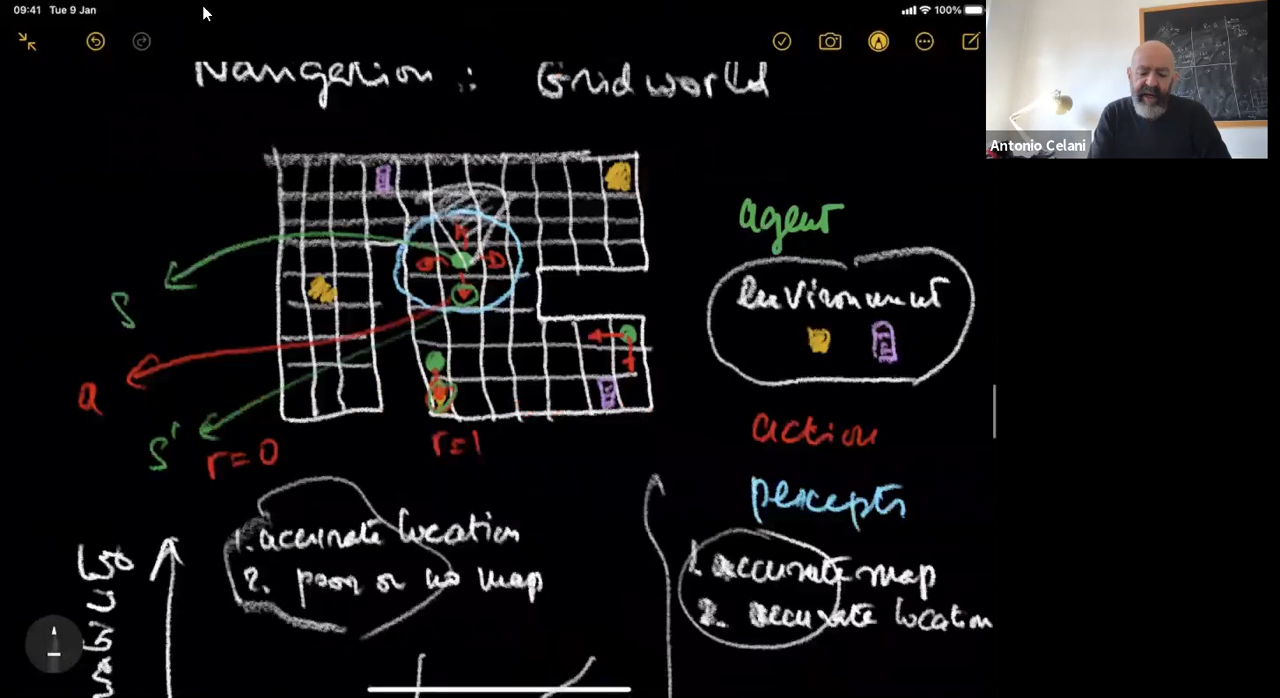 09:41 Tue 9 Jan
100%
Navigation : Gridworld
Antonio Celani
agent
environment
s
a
s'
r=0
r=1
action
percepts
1. accurate location
2. poor or no map
1. accurate map
2. accurate location